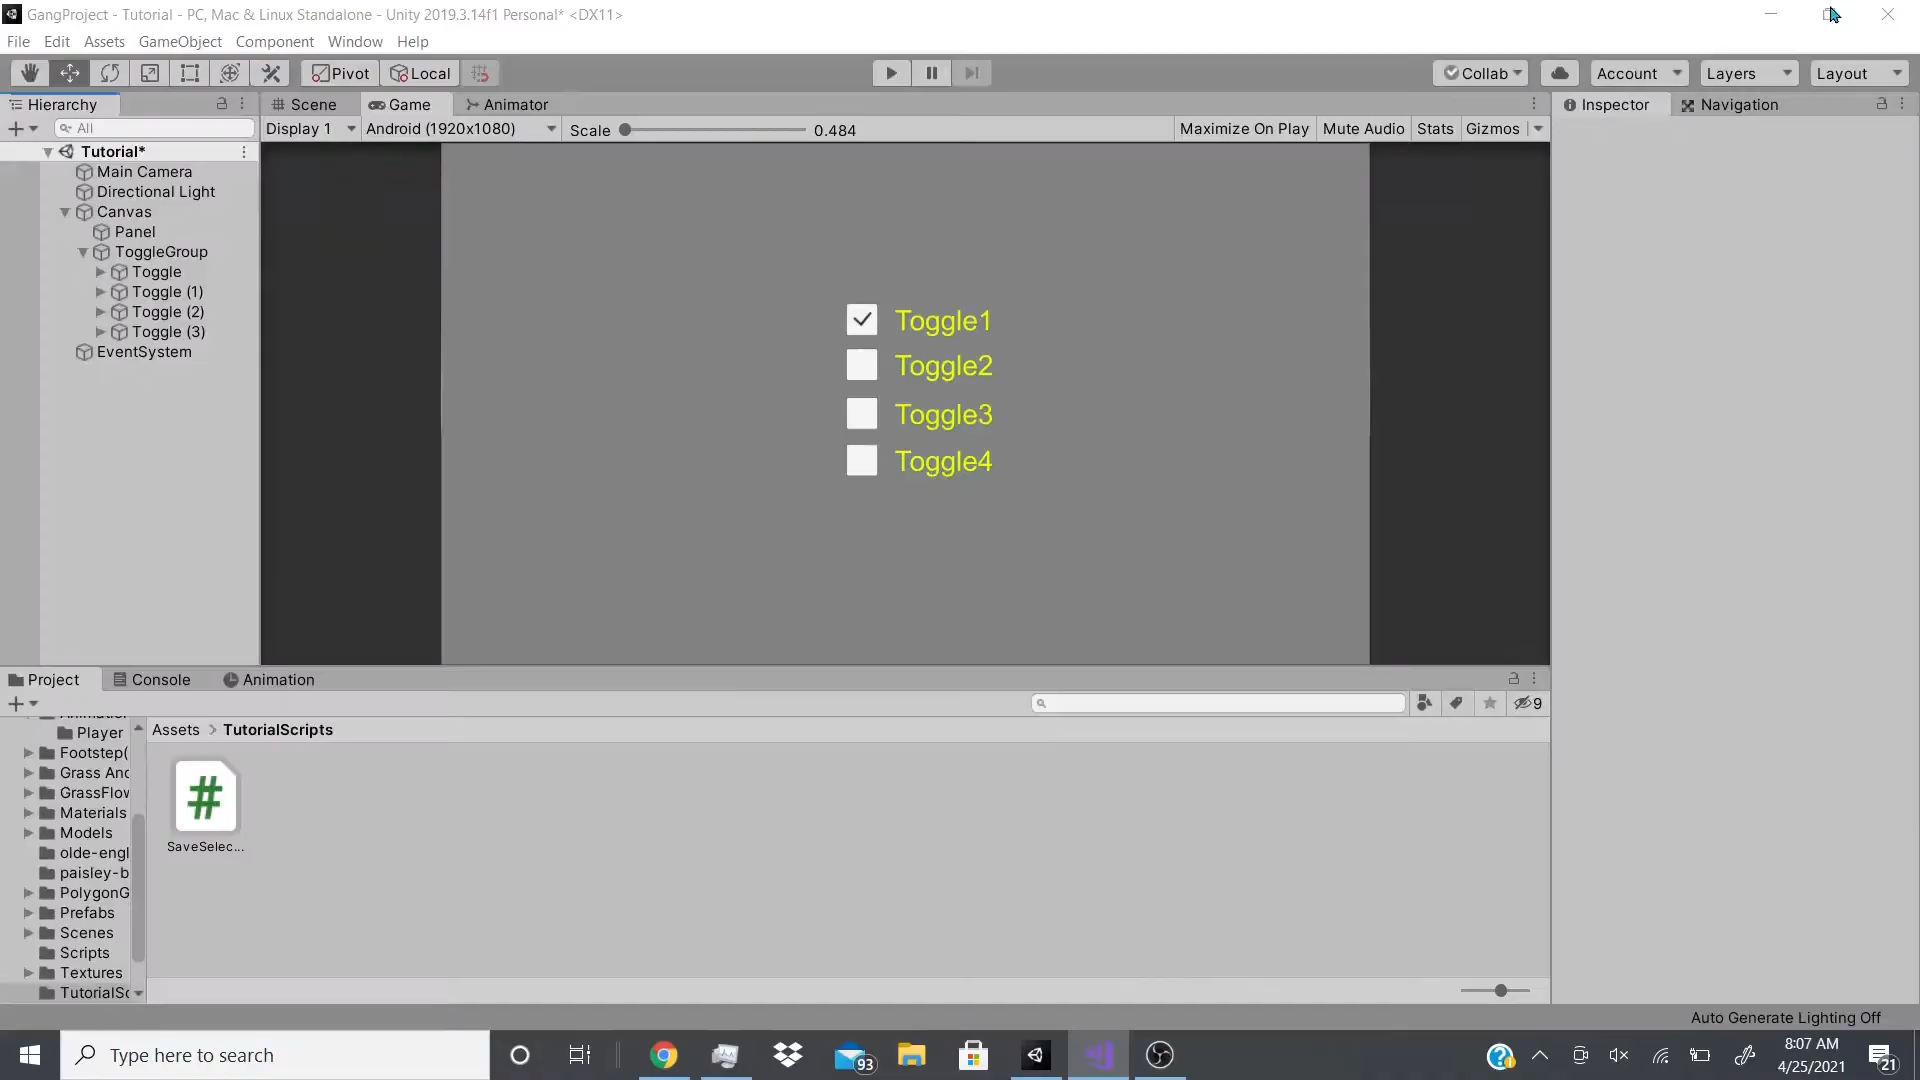 GangProject - Tutorial - PC, Mac & Linux Standalone - Unity 2019.3.14f1 Personal* <DX11>
File Edit Assets GameObject Component Window Help
Pivot Local Collab Account Layers Layout
Hierarchy Scene Game Animator Inspector Navigation
All Display 1 Android (1920x1080) Scale 0.484 Maximize On Play Mute Audio Stats Gizmos
Tutorial*
Main Camera
Directional Light
Canvas
Panel
ToggleGroup
Toggle
Toggle (1)
Toggle (2)
Toggle (3)
EventSystem
Toggle1
Toggle2
Toggle3
Toggle4
Project Console Animation
9
Assets > TutorialScripts
Player
Footstep(
Grass And
GrassFlow
Materials
Models
olde-engl
paisley-b
PolygonG
Prefabs
Scenes
Scripts
Textures
TutorialSc
SaveSelec...
Auto Generate Lighting Off
Type here to search
93
8:07 AM
4/25/2021
21